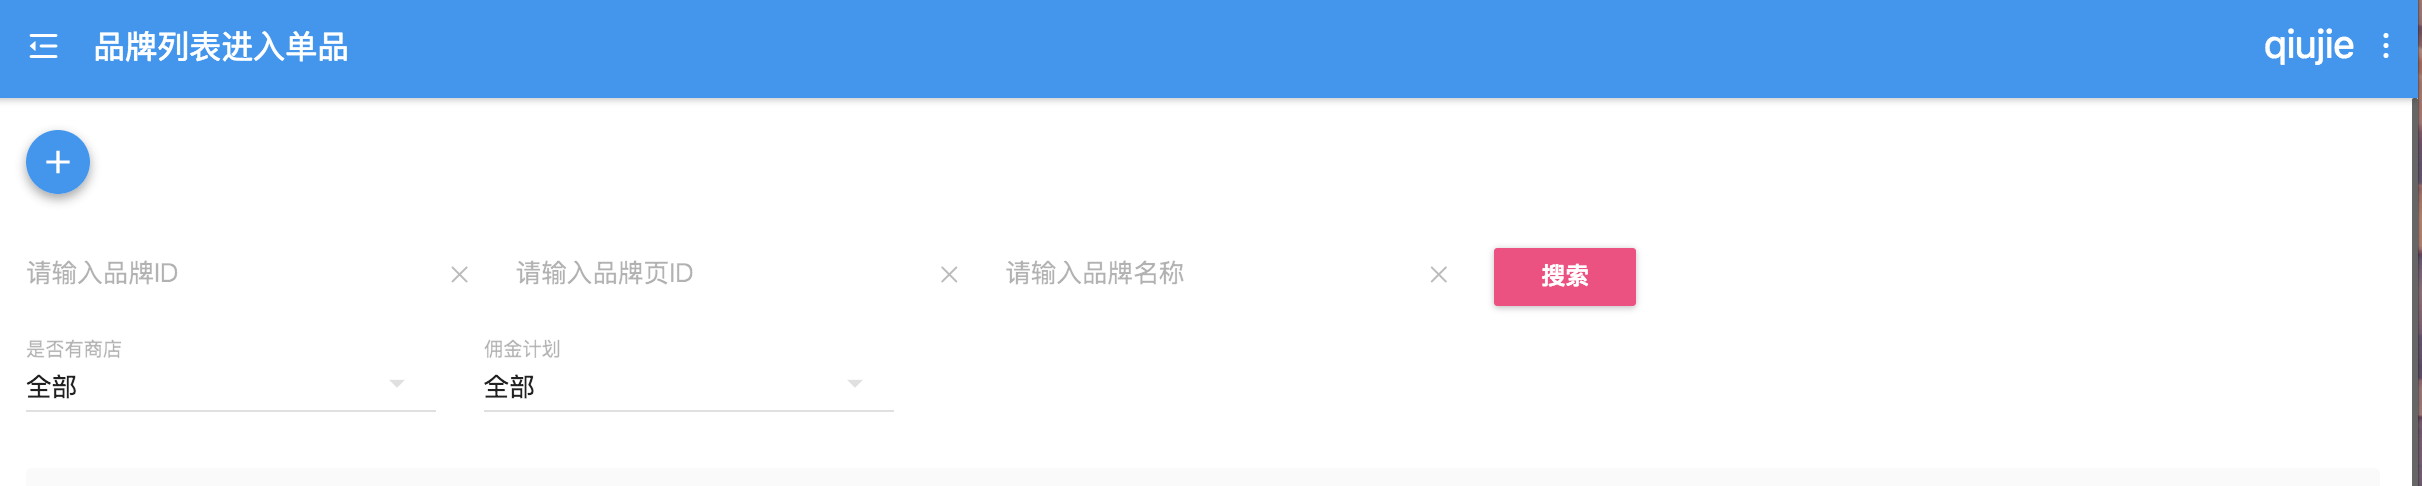 品牌列表进入单品
qiujie
请输入品牌ID
请输入品牌页ID
请输入品牌名称
搜索
是否有商店
佣金计划
全部
全部